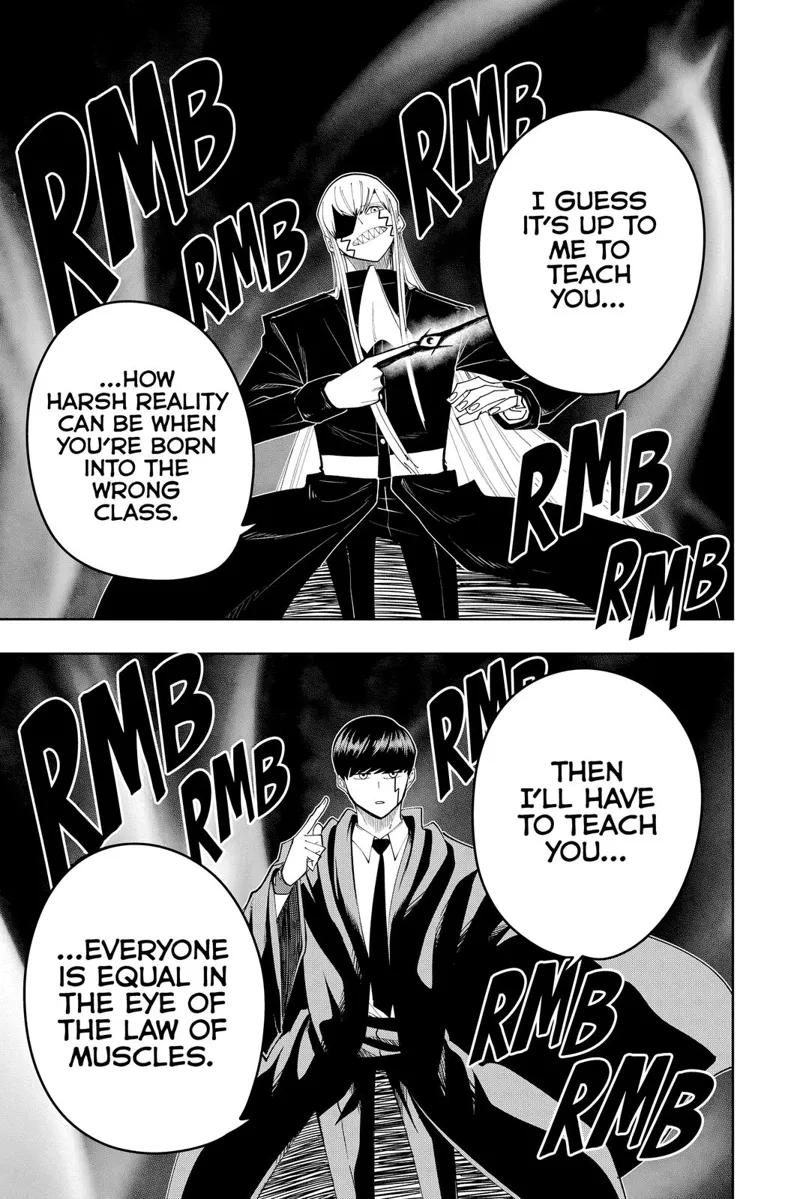 RMB
RMB
RMB
RMB
I GUESS
IT'S UP TO
ME TO
TEACH
YOU...
...HOW
HARSH REALITY
CAN BE WHEN
YOU'RE BORN
INTO THE
WRONG
CLASS.
RMB
RMB
RMB
RMB
RMB
THEN
I'LL HAVE
TO TEACH
YOU...
...EVERYONE
IS EQUAL IN
THE EYE OF
THE LAW OF
MUSCLES.
RMB
RMB